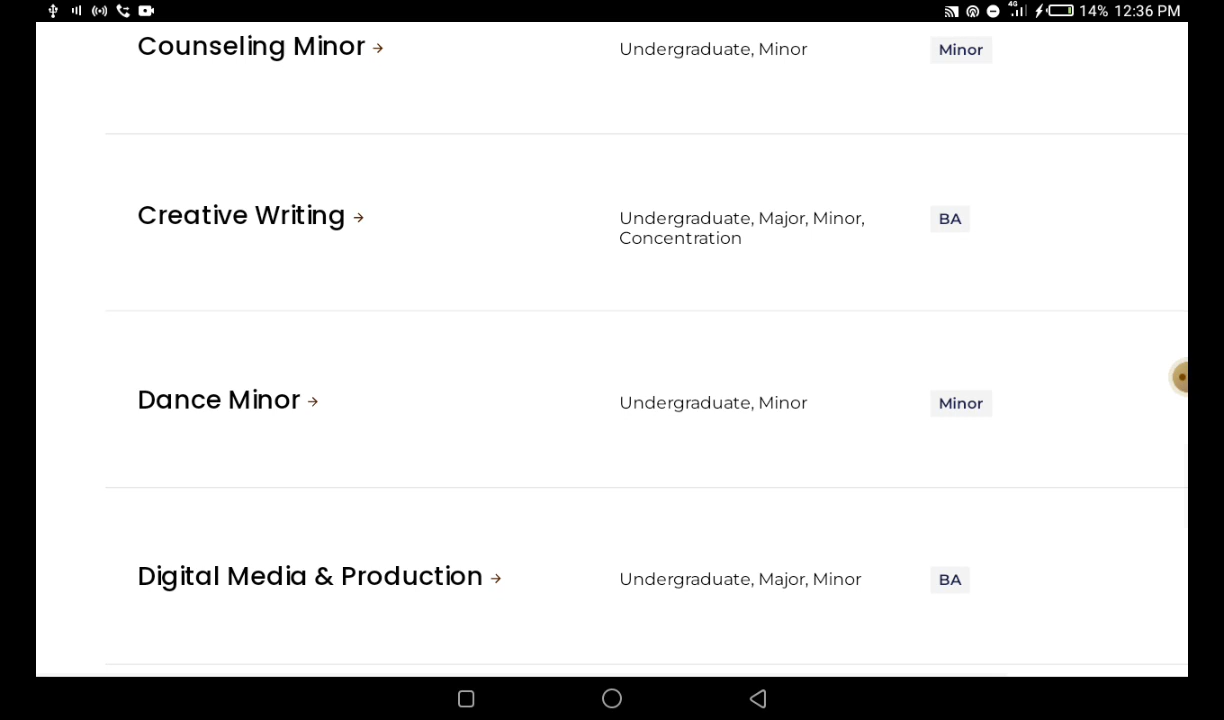 4G 14% 12:36 PM
Counseling Minor → Undergraduate, Minor Minor
Creative Writing → Undergraduate, Major, Minor, BA
Concentration
Dance Minor → Undergraduate, Minor Minor
Digital Media & Production → Undergraduate, Major, Minor BA